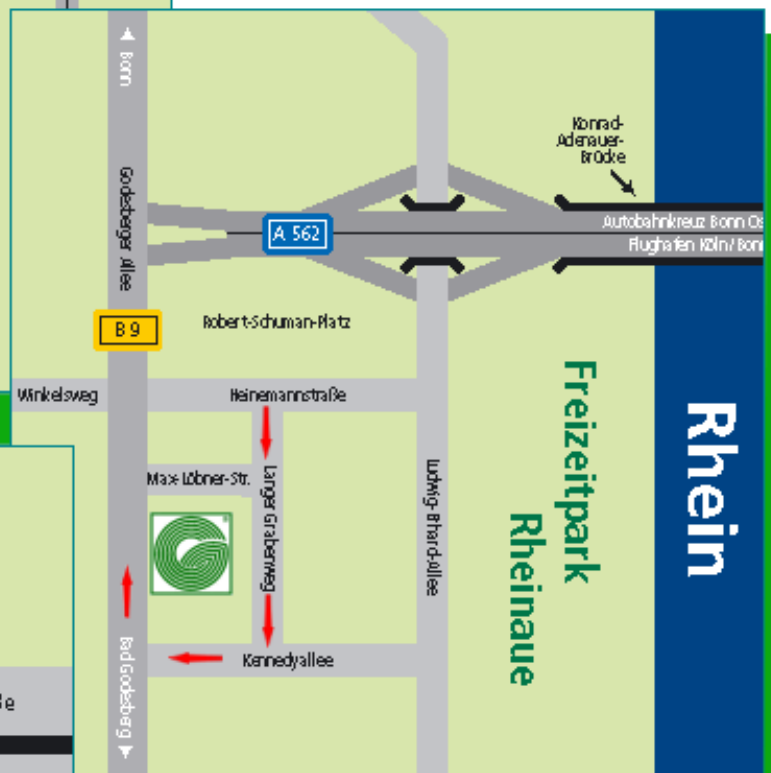 Bonn
Konrad-
Adenauer-
Brücke
Godesberger Allee
A 562
Autobahnkreuz Bonn Os
Flughafen Köln/Bonn
B 9
Robert-Schuman-Platz
Winkelsweg
Heinemannstraße
Max-Löbner-Str.
Langer Grabenweg
Ludwig-Erhard-Allee
Freizeitpark
Rheinaue
Rhein
Kennedyallee
Bad Godesberg